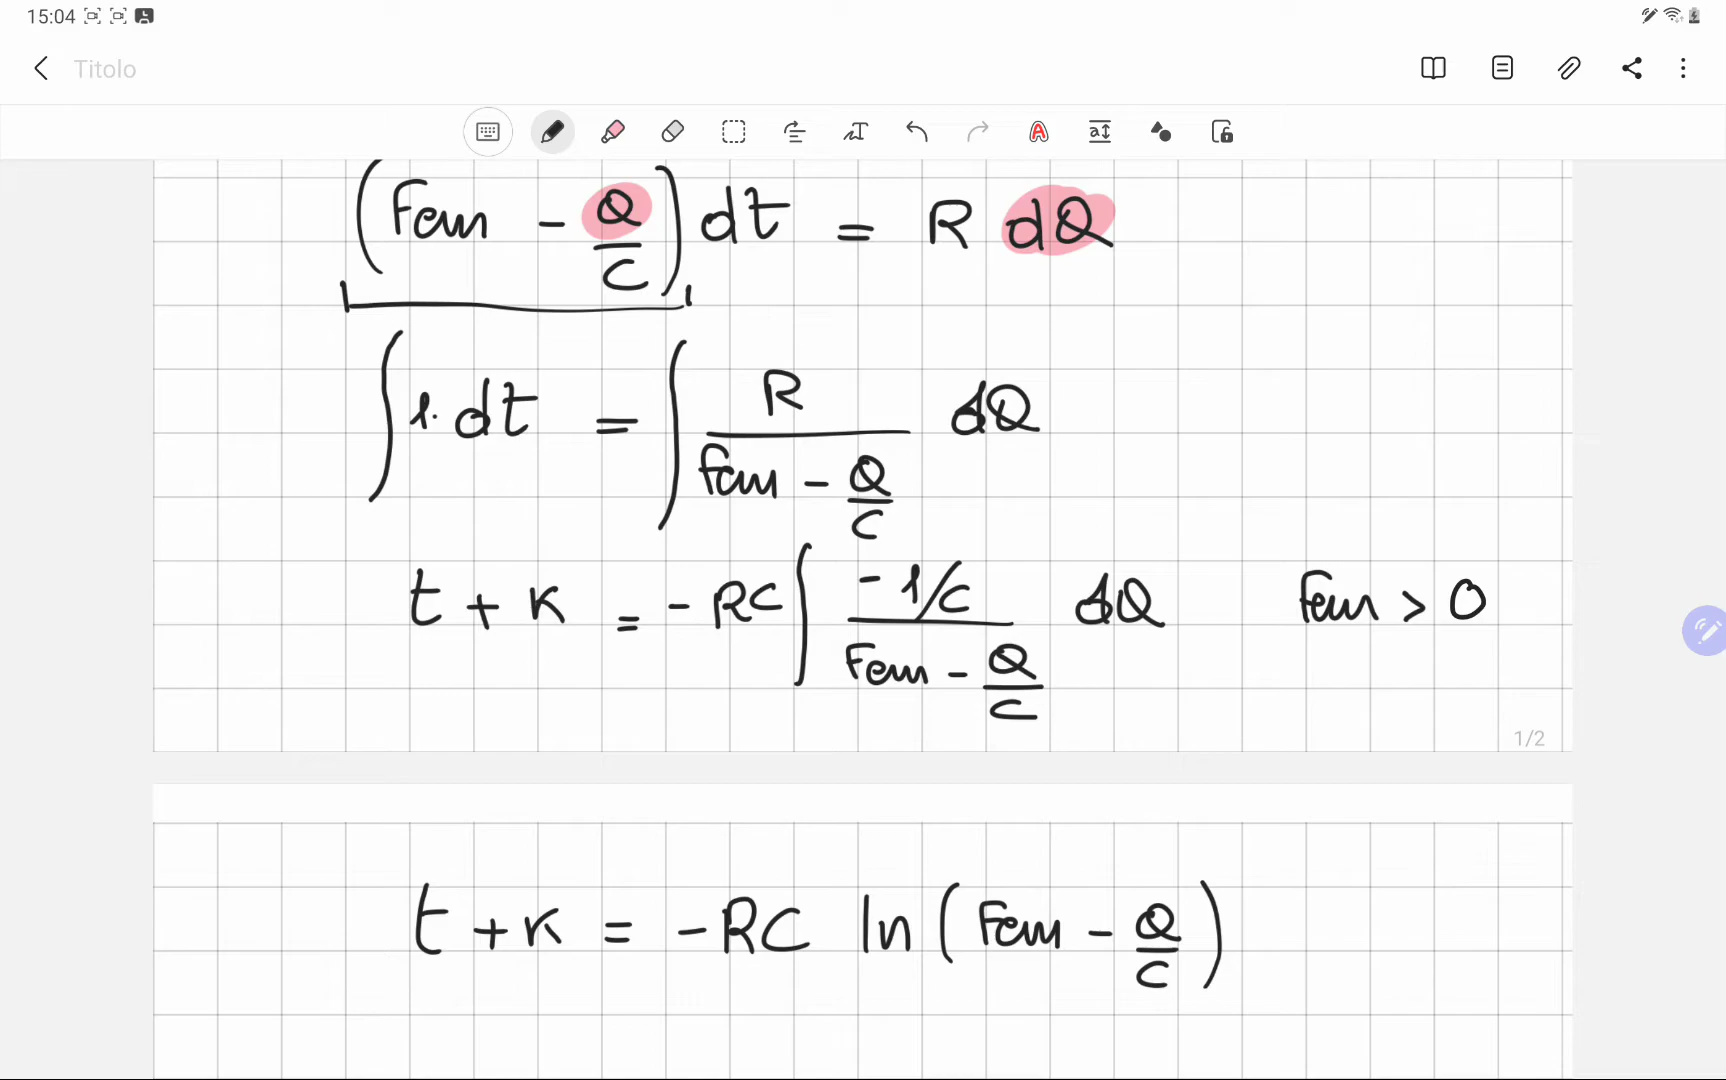 15:04
Titolo
(Fem - Q/C) dt = R dQ
∫ 1· dt = ∫ R/(Fem - Q/C) dQ
t + K = - RC ∫ (-1/C)/(Fem - Q/C) dQ Fem > 0
1/2
t + K = -RC ln (Fem - Q/C)